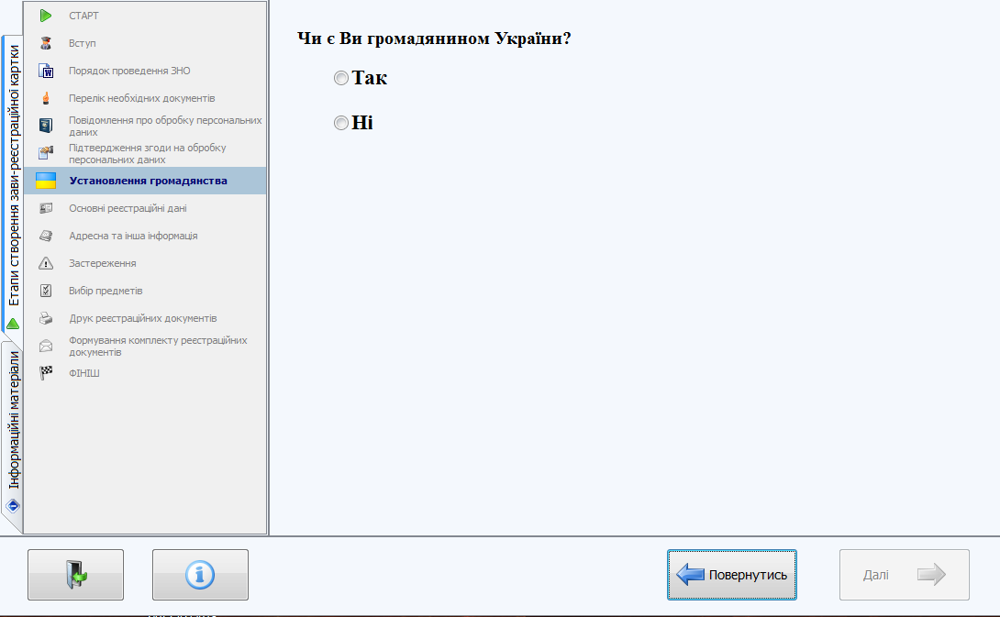 Етапи створення зави-реєстраційної картки
Інформаційні матеріали
СТАРТ
Вступ
Порядок проведення ЗНО
Перелік необхідних документів
Повідомлення про обробку персональних
даних
Підтвердження згоди на обробку
персональних даних
Установлення громадянства
Основні реєстраційні дані
Адресна та інша інформація
Застереження
Вибір предметів
Друк реєстраційних документів
Формування комплекту реєстраційних
документів
ФІНІШ
Чи є Ви громадянином України?
Так
Ні
Повернутись
Далі